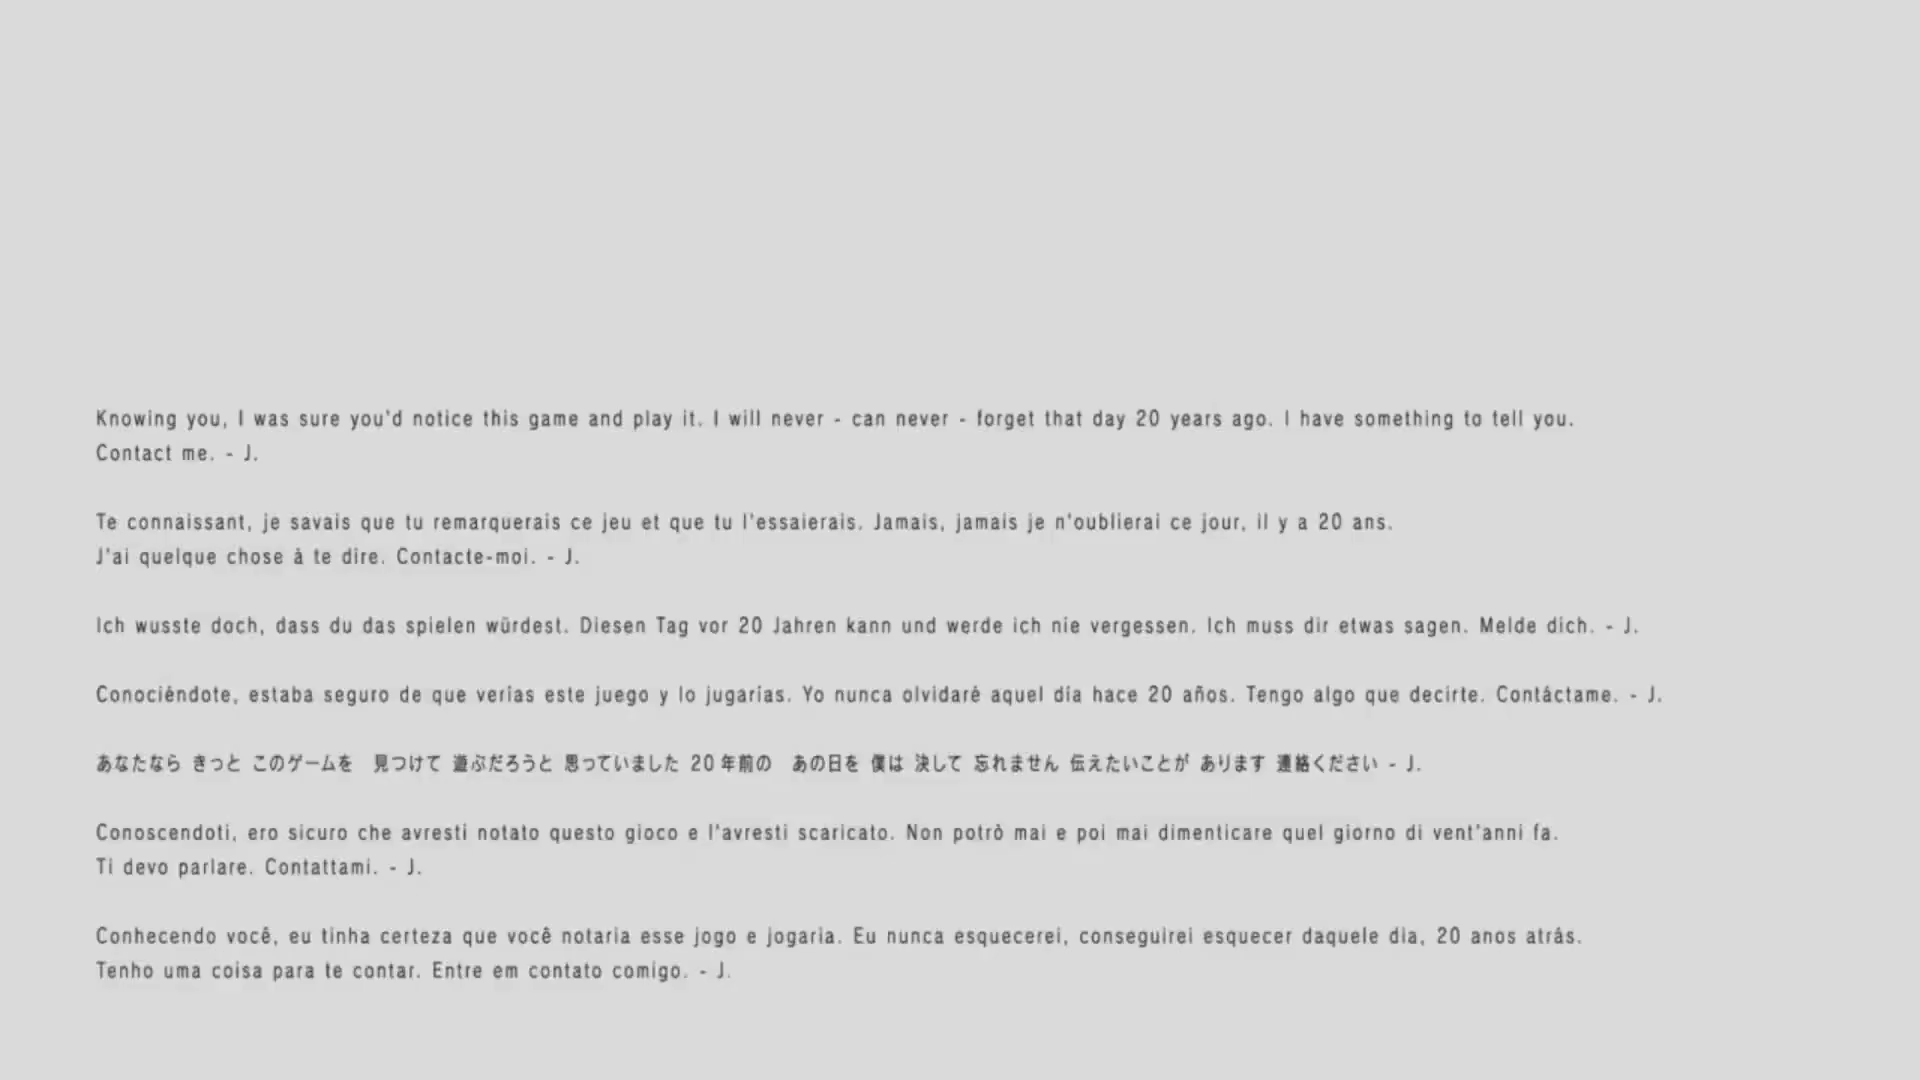 Knowing you, I was sure you'd notice this game and play it. I will never - can never - forget that day 20 years ago. I have something to tell you.
Contact me. - J.
Te connaissant, je savais que tu remarquerais ce jeu et que tu l'essaierais. Jamais, jamais je n'oublierai ce jour, il y a 20 ans.
J'ai quelque chose à te dire. Contacte-moi. - J.
Ich wusste doch, dass du das spielen würdest. Diesen Tag vor 20 Jahren kann und werde ich nie vergessen. Ich muss dir etwas sagen. Melde dich. - J.
Conociéndote, estaba seguro de que verías este juego y lo jugarías. Yo nunca olvidaré aquel día hace 20 años. Tengo algo que decirte. Contáctame. - J.
あなたなら きっと このゲームを　見つけて 遊ぶだろうと 思っていました 20年前の　あの日を 僕は 決して 忘れません 伝えたいことが あります 連絡ください - J.
Conoscendoti, ero sicuro che avresti notato questo gioco e l'avresti scaricato. Non potrò mai e poi mai dimenticare quel giorno di vent'anni fa.
Ti devo parlare. Contattami. - J.
Conhecendo você, eu tinha certeza que você notaria esse jogo e jogaria. Eu nunca esquecerei, conseguirei esquecer daquele dia, 20 anos atrás.
Tenho uma coisa para te contar. Entre em contato comigo. - J.